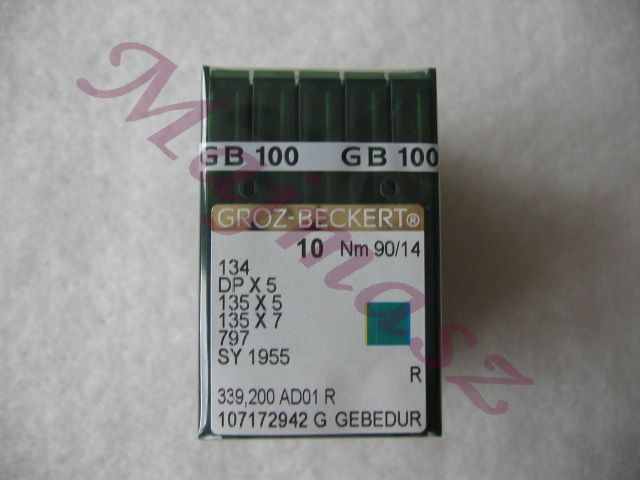 GB 100 GB 100
GROZ-BECKERT®
10 Nm 90/14
134
DP X 5
135 X 5
135 X 7
797
SY 1955
R
339,200 AD01 R
107172942 G GEBEDUR
Majmasz